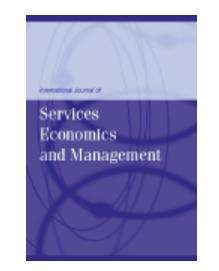 International Journal of
Services
Economics
and Management